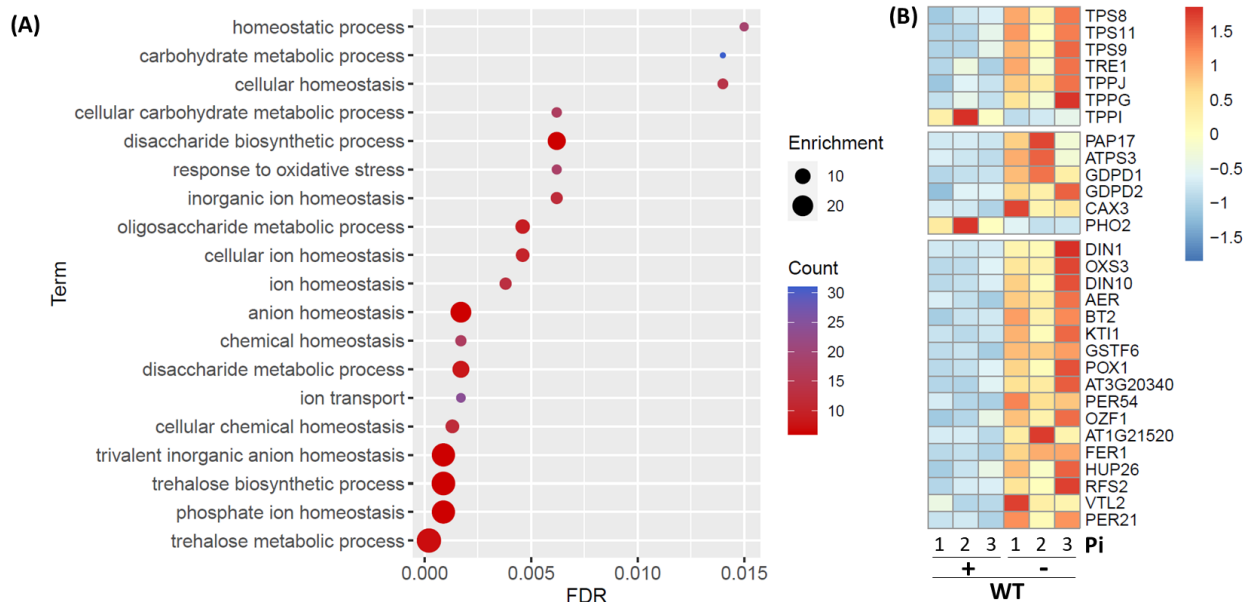 (A)
homeostatic process
carbohydrate metabolic process
cellular homeostasis
cellular carbohydrate metabolic process
disaccharide biosynthetic process
response to oxidative stress
inorganic ion homeostasis
oligosaccharide metabolic process
cellular ion homeostasis
ion homeostasis
anion homeostasis
chemical homeostasis
disaccharide metabolic process
ion transport
cellular chemical homeostasis
trivalent inorganic anion homeostasis
trehalose biosynthetic process
phosphate ion homeostasis
trehalose metabolic process
Term
0.000 0.005 0.010 0.015
FDR
Enrichment
10
20
Count
30
25
20
15
10
(B)
TPS8
TPS11
TPS9
TRE1
TPPJ
TPPG
TPPI
PAP17
ATPS3
GDPD1
GDPD2
CAX3
PHO2
DIN1
OXS3
DIN10
AER
BT2
KTI1
GSTF6
POX1
AT3G20340
PER54
OZF1
AT1G21520
FER1
HUP26
RFS2
VTL2
PER21
1 2 3 1 2 3 Pi
+ -
WT
1.5
1
0.5
0
−0.5
−1
−1.5